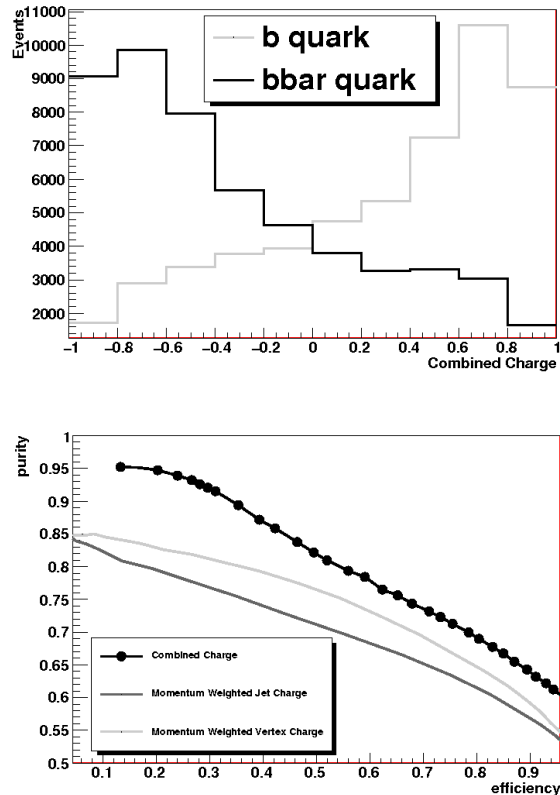 Events
11000
10000
9000
8000
7000
6000
5000
4000
3000
2000
b quark
bbar quark
−1 −0.8 −0.6 −0.4 −0.2 0 0.2 0.4 0.6 0.8 1
Combined Charge
purity
1
0.95
0.9
0.85
0.8
0.75
0.7
0.65
0.6
0.55
0.5
Combined Charge
Momentum Weighted Jet Charge
Momentum Weighted Vertex Charge
0.1 0.2 0.3 0.4 0.5 0.6 0.7 0.8 0.9
efficiency